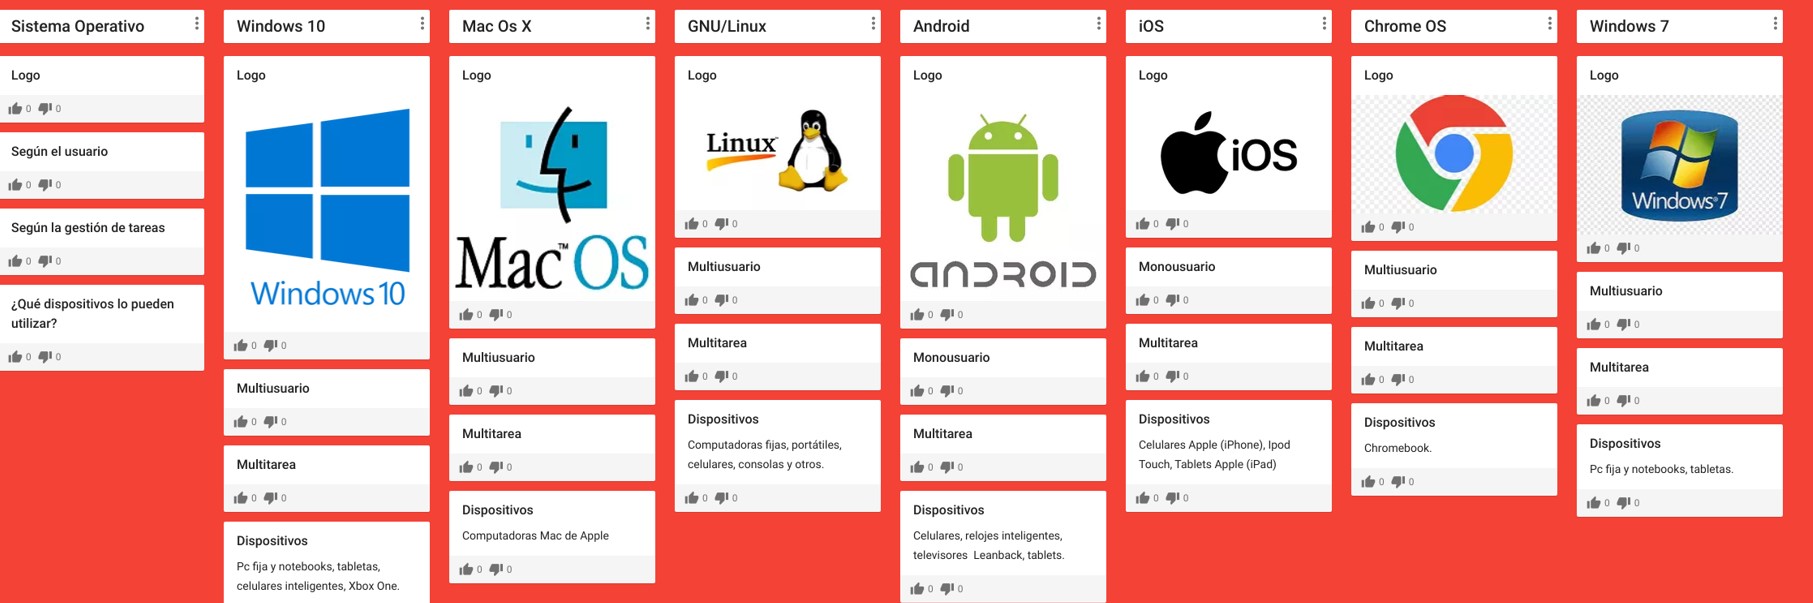 Sistema Operativo
Logo
0 0
Según el usuario
0 0
Según la gestión de tareas
0 0
¿Qué dispositivos lo pueden
utilizar?
0 0
Windows 10
Logo
Windows 10
0 0
Multiusuario
0 0
Multitarea
0 0
Dispositivos
Pc fija y notebooks, tabletas,
celulares inteligentes, Xbox One.
Mac Os X
Logo
Mac™OS
0 0
Multiusuario
0 0
Multitarea
0 0
Dispositivos
Computadoras Mac de Apple
0 0
GNU/Linux
Logo
Linux™
0 0
Multiusuario
0 0
Multitarea
0 0
Dispositivos
Computadoras fijas, portátiles,
celulares, consolas y otros.
0 0
Android
Logo
ANDROID
0 0
Monousuario
0 0
Multitarea
0 0
Dispositivos
Celulares, relojes inteligentes,
televisores Leanback, tablets.
0 0
iOS
Logo
iOS
0 0
Monousuario
0 0
Multitarea
0 0
Dispositivos
Celulares Apple (iPhone), Ipod
Touch, Tablets Apple (iPad)
0 0
Chrome OS
Logo
0 0
Multiusuario
0 0
Multitarea
0 0
Dispositivos
Chromebook.
0 0
Windows 7
Logo
Windows®7
0 0
Multiusuario
0 0
Multitarea
0 0
Dispositivos
Pc fija y notebooks, tabletas.
0 0